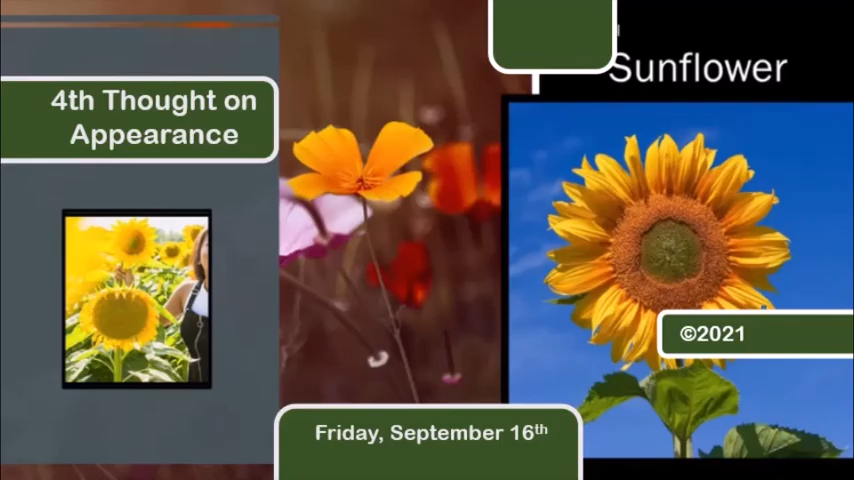 4th Thought on
Appearance
Sunflower
©2021
Friday, September 16th